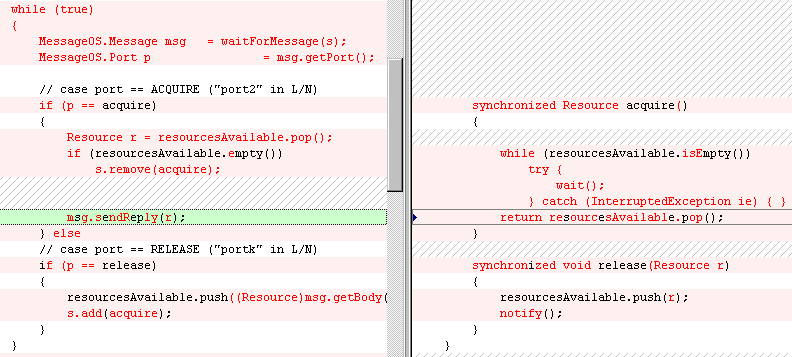 while (true)
{
MessageOS.Message msg   = waitForMessage(s);
MessageOS.Port p                = msg.getPort();
// case port == ACQUIRE ("port2" in L/N)
if (p == acquire)
{
Resource r = resourcesAvailable.pop();
if (resourcesAvailable.empty())
s.remove(acquire);
msg.sendReply(r);
} else
// case port == RELEASE ("portk" in L/N)
if (p == release)
{
resourcesAvailable.push((Resource)msg.getBody(
s.add(acquire);
}
}
synchronized Resource acquire()
{
while (resourcesAvailable.isEmpty())
try {
wait();
} catch (InterruptedException ie) { }
return resourcesAvailable.pop();
}
synchronized void release(Resource r)
{
resourcesAvailable.push(r);
notify();
}
}